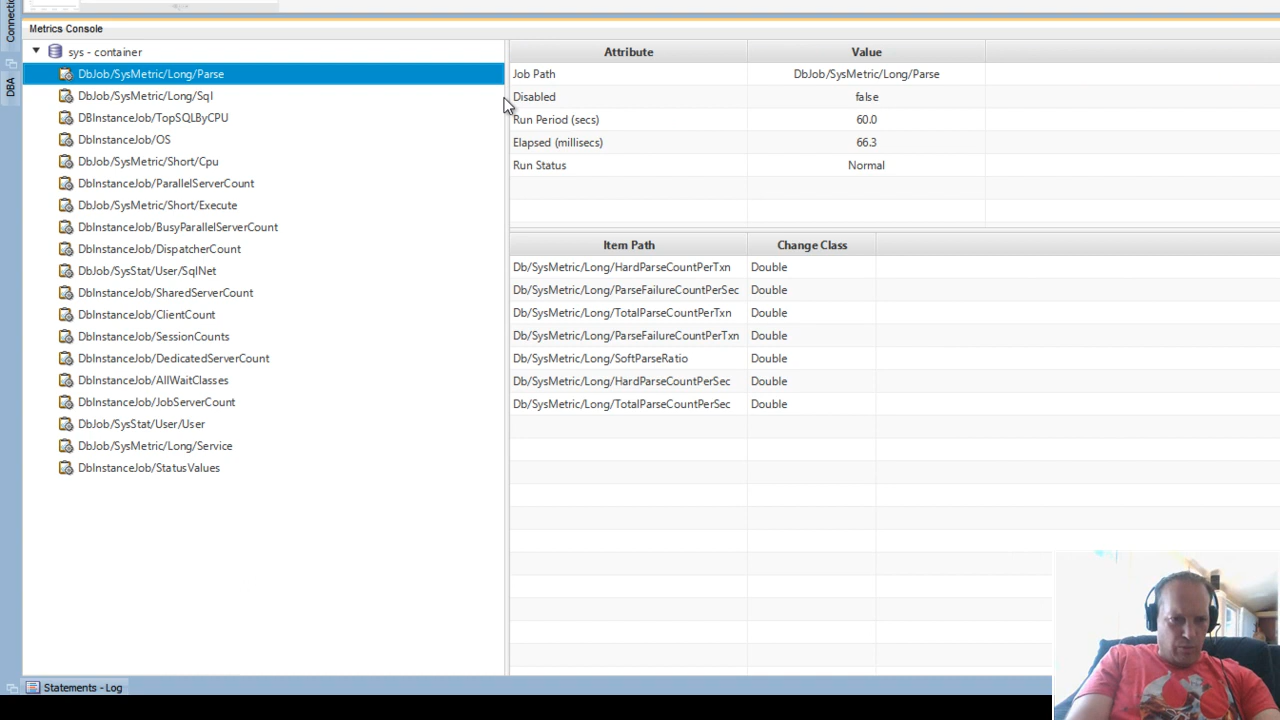 Connectio
DBA
Metrics Console
sys - container
DbJob/SysMetric/Long/Parse
DbJob/SysMetric/Long/Sql
DBInstanceJob/TopSQLByCPU
DbInstanceJob/OS
DbJob/SysMetric/Short/Cpu
DbInstanceJob/ParallelServerCount
DbJob/SysMetric/Short/Execute
DbInstanceJob/BusyParallelServerCount
DbInstanceJob/DispatcherCount
DbJob/SysStat/User/SqlNet
DbInstanceJob/SharedServerCount
DbInstanceJob/ClientCount
DbInstanceJob/SessionCounts
DbInstanceJob/DedicatedServerCount
DbInstanceJob/AllWaitClasses
DbInstanceJob/JobServerCount
DbJob/SysStat/User/User
DbJob/SysMetric/Long/Service
DbInstanceJob/StatusValues
Attribute Value
Job Path DbJob/SysMetric/Long/Parse
Disabled false
Run Period (secs) 60.0
Elapsed (millisecs) 66.3
Run Status Normal
Item Path Change Class
Db/SysMetric/Long/HardParseCountPerTxn Double
Db/SysMetric/Long/ParseFailureCountPerSec Double
Db/SysMetric/Long/TotalParseCountPerTxn Double
Db/SysMetric/Long/ParseFailureCountPerTxn Double
Db/SysMetric/Long/SoftParseRatio Double
Db/SysMetric/Long/HardParseCountPerSec Double
Db/SysMetric/Long/TotalParseCountPerSec Double
Statements - Log